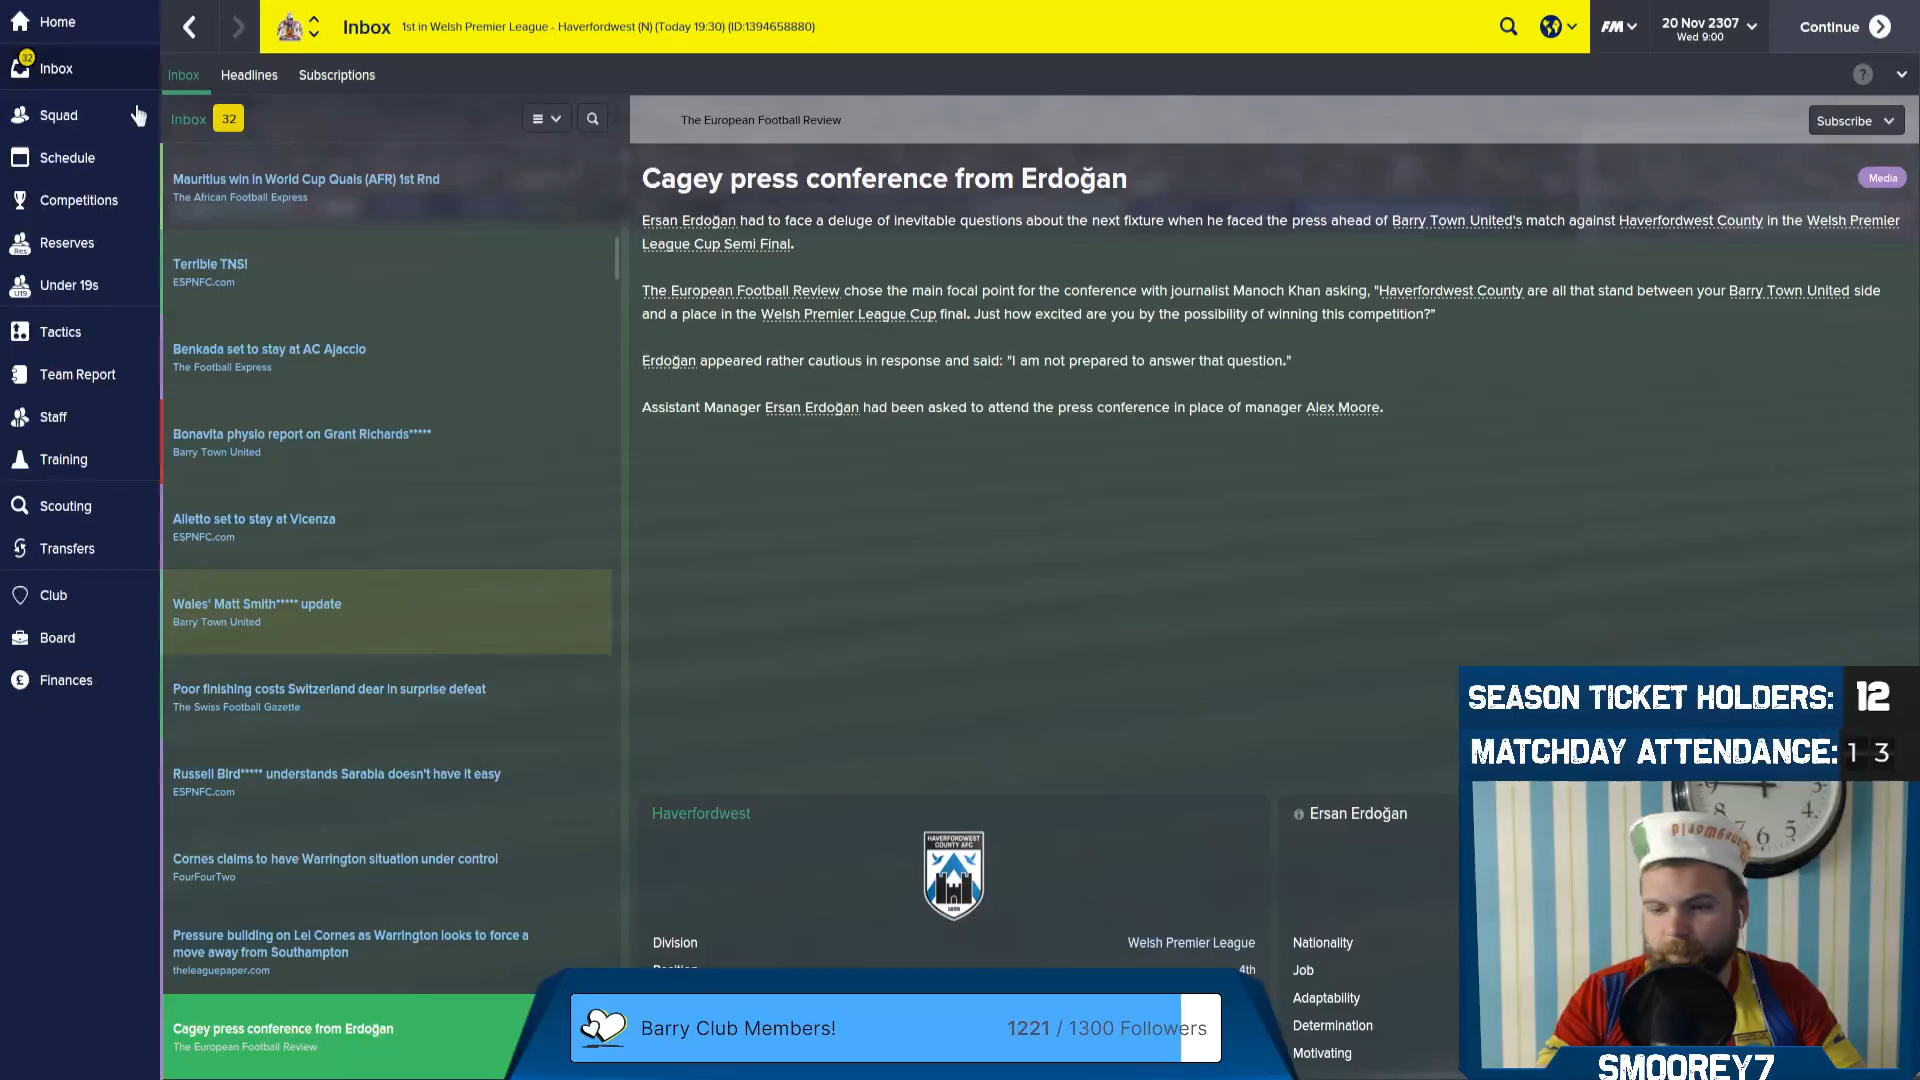 Home
Inbox 1st in Welsh Premier League - Haverfordwest (N) (Today 19:30) (ID:1394658880)
FM
20 Nov 2307
Wed 9:00
Continue
32
Inbox
Inbox Headlines Subscriptions
?
Squad
Schedule
Competitions
Reserves
Res
Under 19s
U19
Tactics
Team Report
Staff
Training
Scouting
Transfers
Club
Board
Finances
Inbox 32
Mauritius win in World Cup Quals (AFR) 1st Rnd
The African Football Express
Terrible TNS!
ESPNFC.com
Benkada set to stay at AC Ajaccio
The Football Express
Bonavita physio report on Grant Richards*****
Barry Town United
Alletto set to stay at Vicenza
ESPNFC.com
Wales' Matt Smith***** update
Barry Town United
Poor finishing costs Switzerland dear in surprise defeat
The Swiss Football Gazette
Russell Bird***** understands Sarabia doesn't have it easy
ESPNFC.com
Cornes claims to have Warrington situation under control
FourFourTwo
Pressure building on Lei Cornes as Warrington looks to force a
move away from Southampton
theleaguepaper.com
Cagey press conference from Erdoğan
The European Football Review
The European Football Review
Subscribe
Cagey press conference from Erdoğan
Media
Ersan Erdoğan had to face a deluge of inevitable questions about the next fixture when he faced the press ahead of Barry Town United's match against Haverfordwest County in the Welsh Premier
League Cup Semi Final.
The European Football Review chose the main focal point for the conference with journalist Manoch Khan asking, "Haverfordwest County are all that stand between your Barry Town United side
and a place in the Welsh Premier League Cup final. Just how excited are you by the possibility of winning this competition?"
Erdoğan appeared rather cautious in response and said: "I am not prepared to answer that question."
Assistant Manager Ersan Erdoğan had been asked to attend the press conference in place of manager Alex Moore.
Haverfordwest
HAVERFORDWEST
COUNTY AFC
1899
Division Welsh Premier League
Position 4th
Ersan Erdoğan
Nationality
Job
Adaptability
Determination
Motivating
SEASON TICKET HOLDERS: 12
MATCHDAY ATTENDANCE: 13
Barry Club Members! 1221 / 1300 Followers
SMOOREY7